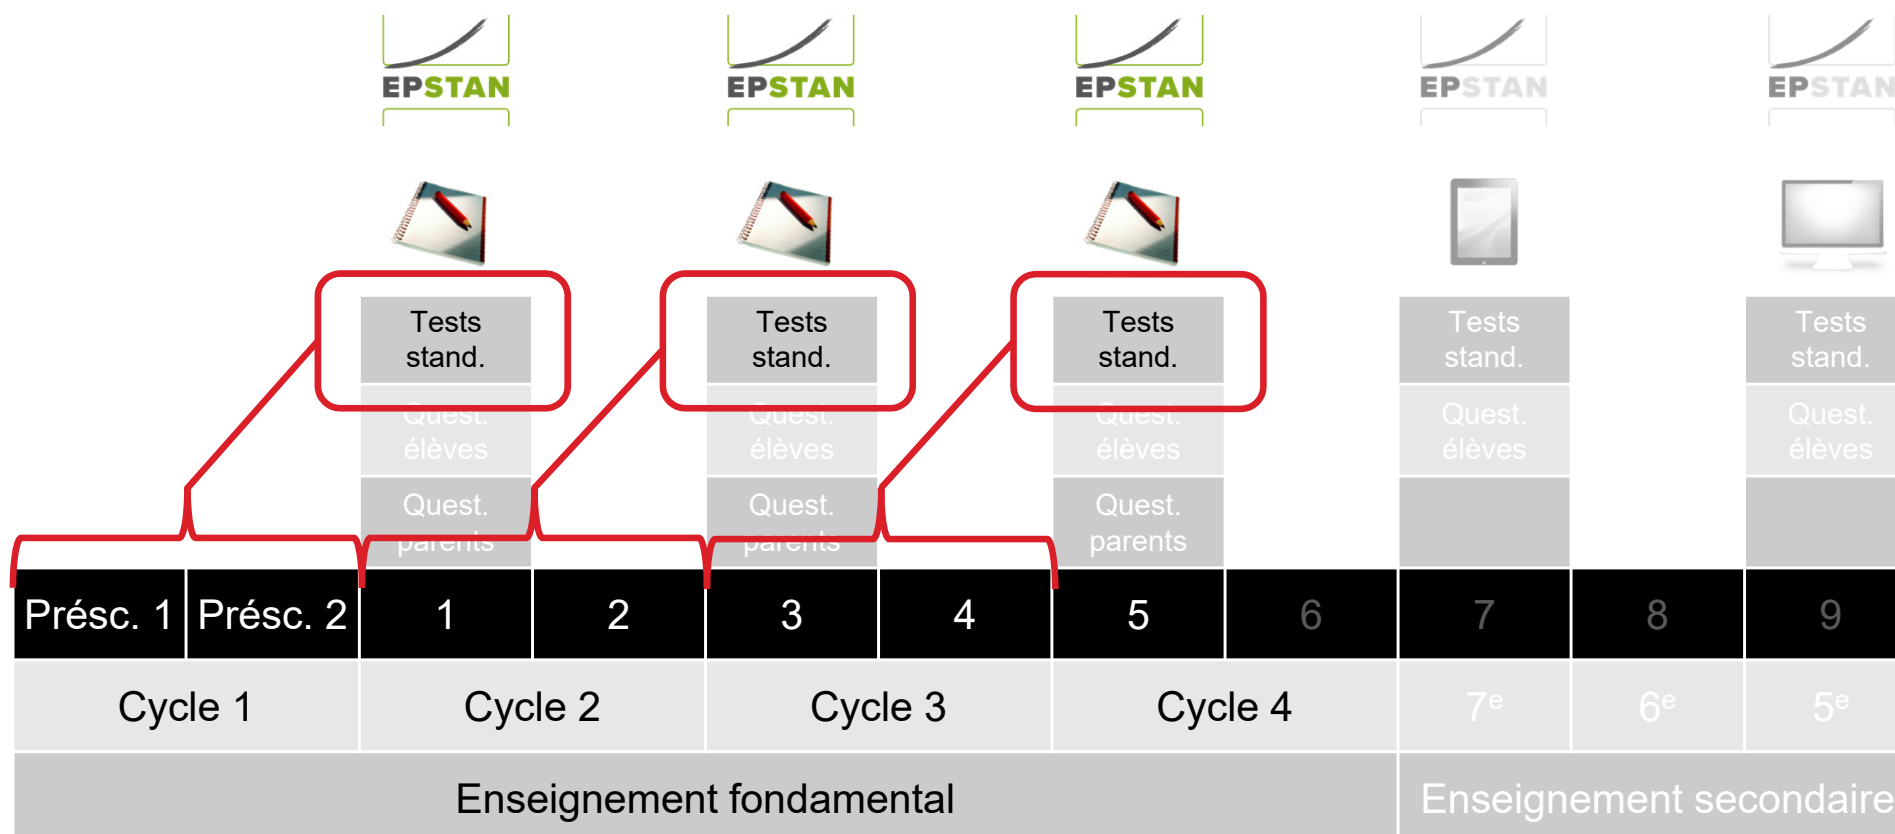 EPSTAN EPSTAN EPSTAN EPSTAN EPSTAN
Tests Tests Tests Tests Tests
stand. stand. stand. stand. stand.
Quest. Quest. Quest. Quest. Quest.
élèves élèves élèves élèves élèves
Quest. Quest. Quest.
parents parents parents
Présc. 1 Présc. 2 1 2 3 4 5 6 7 8 9
Cycle 1 Cycle 2 Cycle 3 Cycle 4 7e 6e 5e
Enseignement fondamental Enseignement secondaire